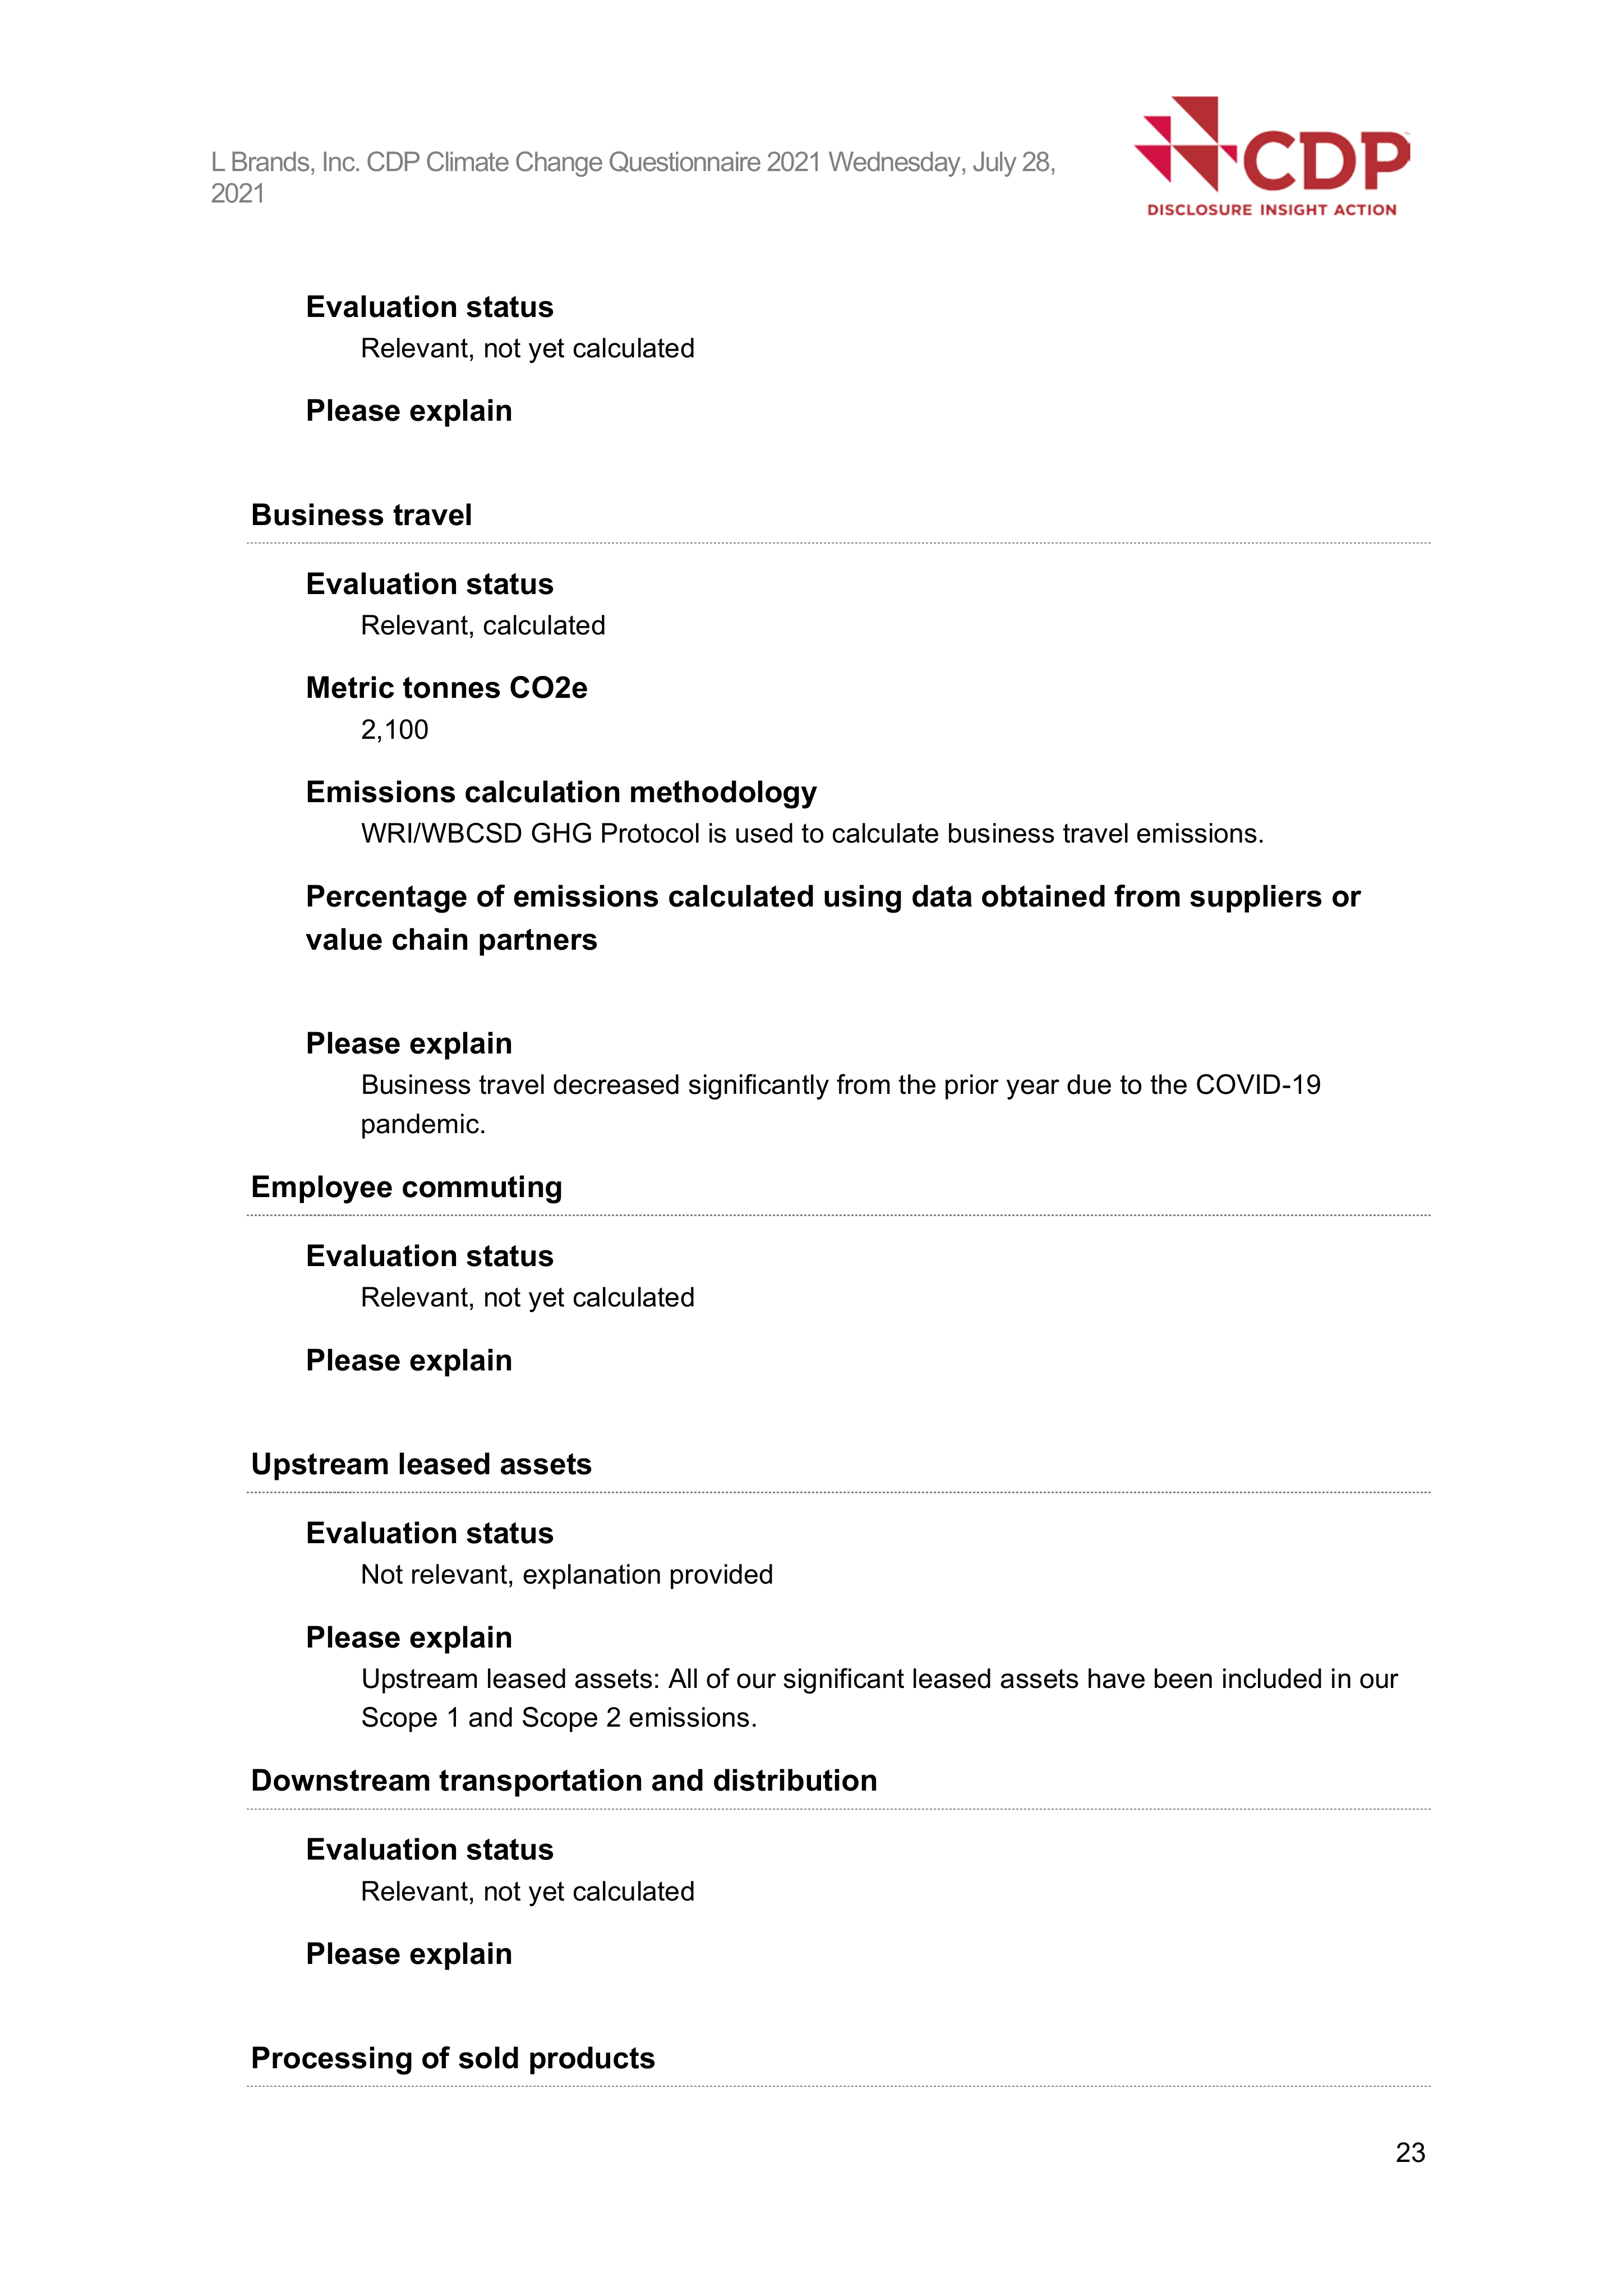 L Brands, Inc. CDP Climate Change Questionnaire 2021 Wednesday, July 28,
2021
CDP
DISCLOSURE INSIGHT ACTION
Evaluation status
Relevant, not yet calculated
Please explain
Business travel
Evaluation status
Relevant, calculated
Metric tonnes CO2e
2,100
Emissions calculation methodology
WRI/WBCSD GHG Protocol is used to calculate business travel emissions.
Percentage of emissions calculated using data obtained from suppliers or
value chain partners
Please explain
Business travel decreased significantly from the prior year due to the COVID-19
pandemic.
Employee commuting
Evaluation status
Relevant, not yet calculated
Please explain
Upstream leased assets
Evaluation status
Not relevant, explanation provided
Please explain
Upstream leased assets: All of our significant leased assets have been included in our
Scope 1 and Scope 2 emissions.
Downstream transportation and distribution
Evaluation status
Relevant, not yet calculated
Please explain
Processing of sold products
23